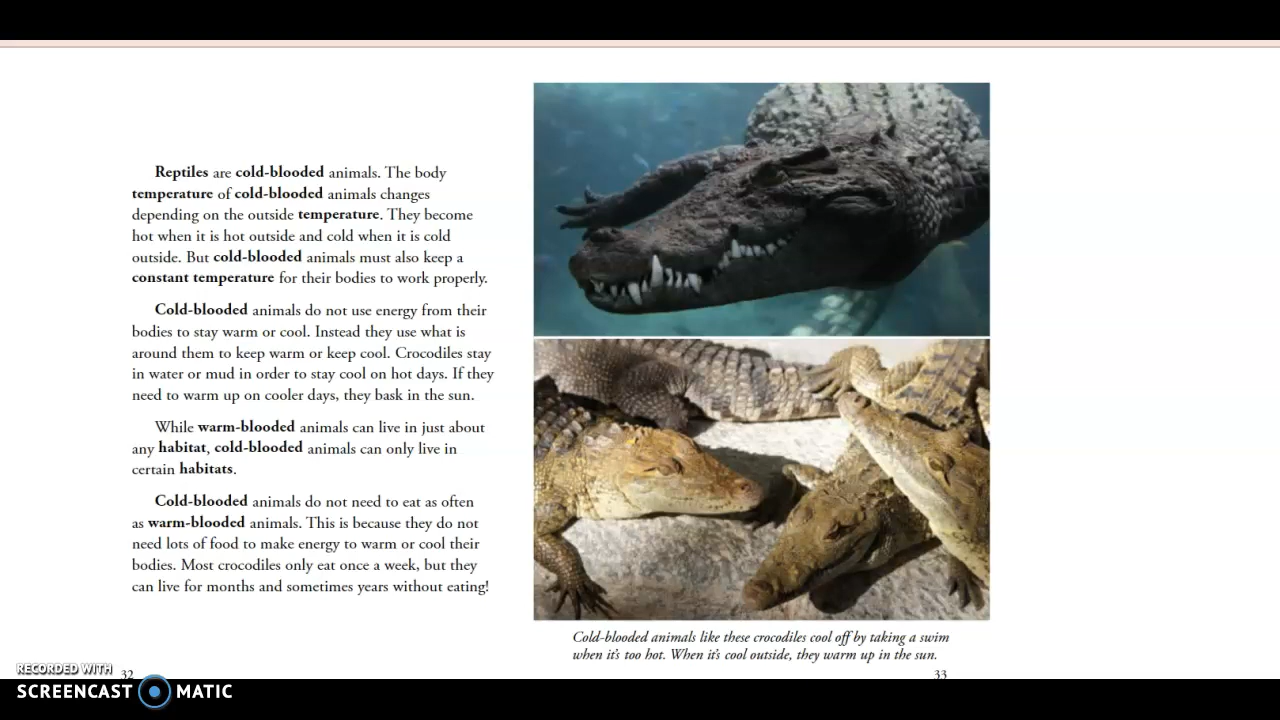 Reptiles are cold-blooded animals. The body
temperature of cold-blooded animals changes
depending on the outside temperature. They become
hot when it is hot outside and cold when it is cold
outside. But cold-blooded animals must also keep a
constant temperature for their bodies to work properly.
Cold-blooded animals do not use energy from their
bodies to stay warm or cool. Instead they use what is
around them to keep warm or keep cool. Crocodiles stay
in water or mud in order to stay cool on hot days. If they
need to warm up on cooler days, they bask in the sun.
While warm-blooded animals can live in just about
any habitat, cold-blooded animals can only live in
certain habitats.
Cold-blooded animals do not need to eat as often
as warm-blooded animals. This is because they do not
need lots of food to make energy to warm or cool their
bodies. Most crocodiles only eat once a week, but they
can live for months and sometimes years without eating!
Cold-blooded animals like these crocodiles cool off by taking a swim
when it's too hot. When it's cool outside, they warm up in the sun.
32
33
RECORDED WITH
SCREENCAST MATIC